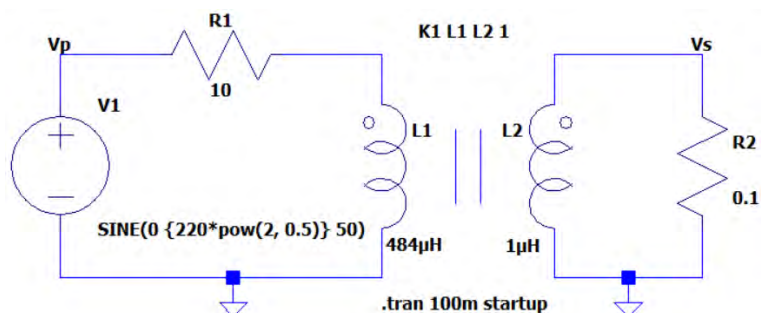 R1
K1 L1 L2 1
Vp
Vs
10
V1
L1
L2
R2
0.1
SINE(0 {220*pow(2, 0.5)} 50)
484µH
1µH
.tran 100m startup